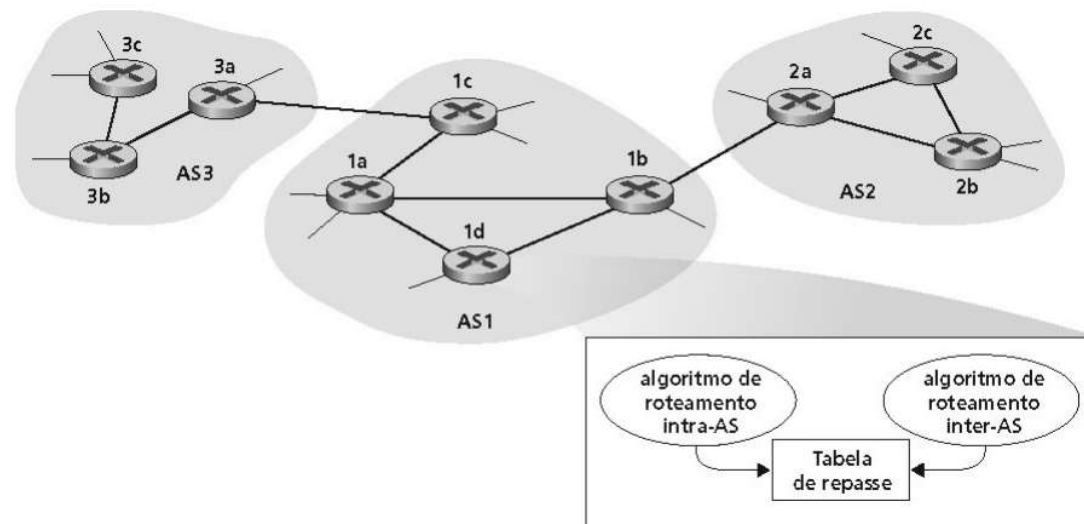 3c
2c
3a
2a
1c
1a
1b
AS3
3b
AS2
2b
1d
AS1
algoritmo de
roteamento
intra-AS
algoritmo de
roteamento
inter-AS
Tabela
de repasse